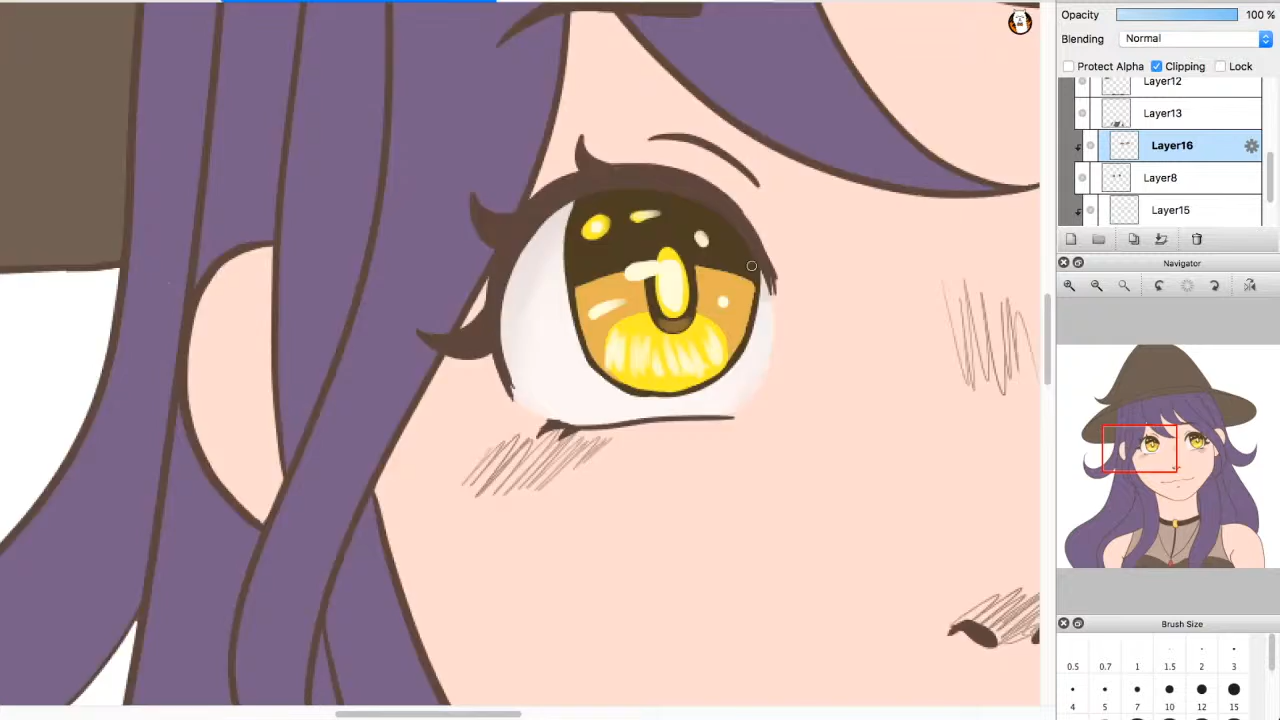 Opacity 100 %
Blending Normal
Protect Alpha Clipping Lock
Layer12
Layer13
Layer16
Layer8
Layer15
Navigator
Brush Size
0.5 0.7 1 1.5 2 3
4 5 7 10 12 15